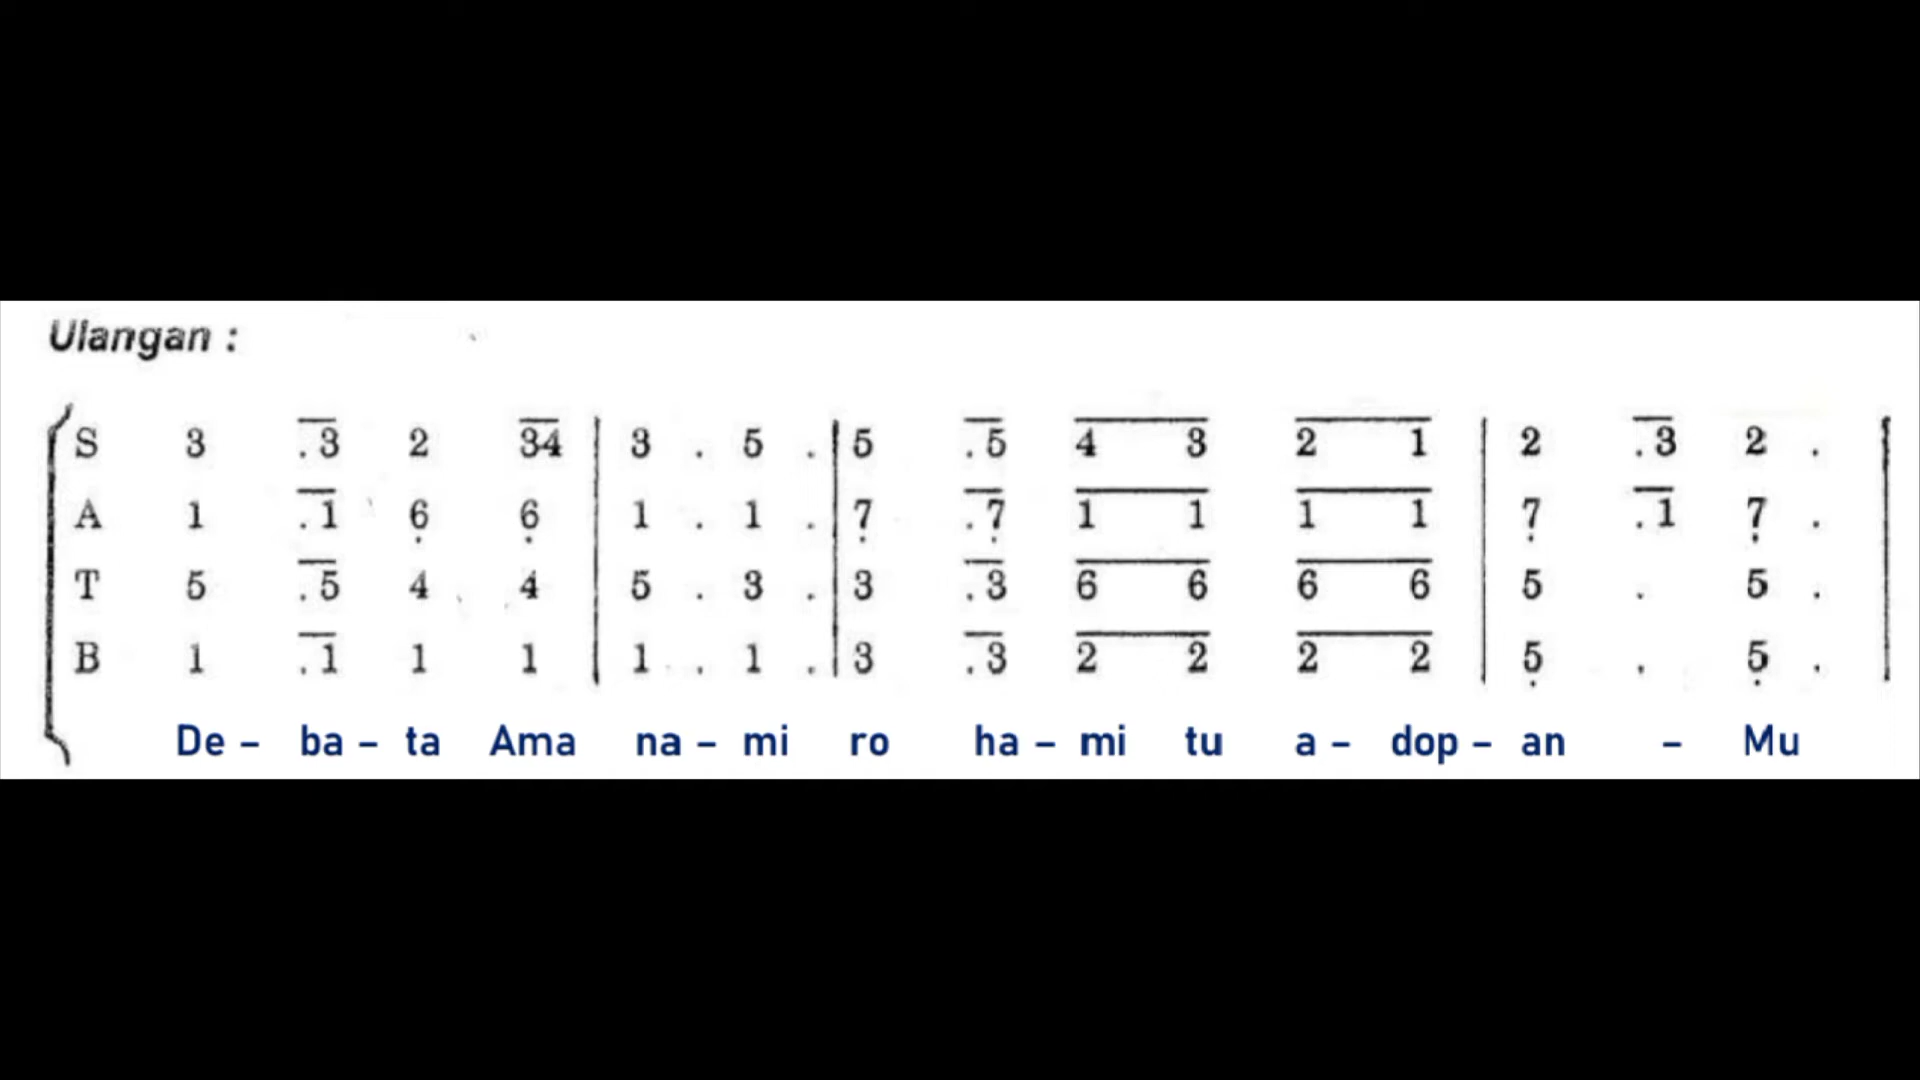 Ulangan :
S 3 .3 2 34 | 3 . 5 . | 5 .5 4 3 2 1 | 2 .3 2 . |
A 1 .1 6̣ 6̣ | 1 . 1 . | 7̣ .7̣ 1 1 1 1 | 7̣ .1 7̣ . |
T 5 .5 4 4 | 5 . 3 . | 3 .3 6 6 6 6 | 5 . 5 . |
B 1 .1 1 1 | 1 . 1 . | 3 .3 2 2 2 2 | 5̣ . 5̣ . |
De – ba – ta Ama na – mi ro ha – mi tu a – dop – an – Mu